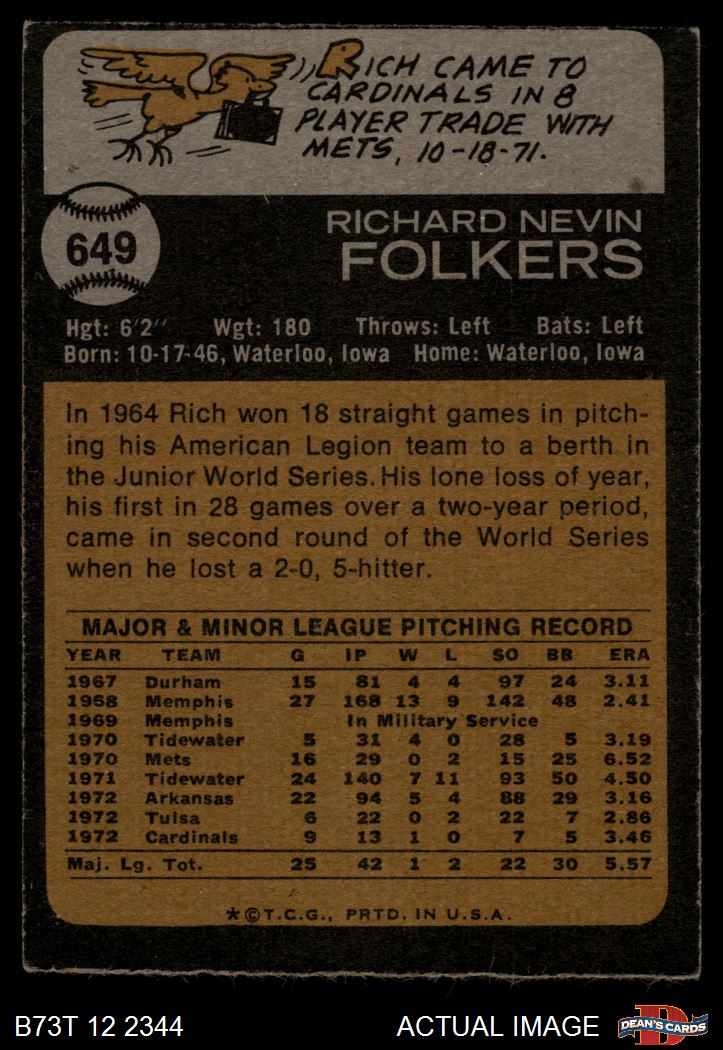 RICH CAME TO
CARDINALS IN 8
PLAYER TRADE WITH
METS, 10-18-71.
649
RICHARD NEVIN
FOLKERS
Hgt: 6'2" Wgt: 180 Throws: Left Bats: Left
Born: 10-17-46, Waterloo, Iowa Home: Waterloo, Iowa
In 1964 Rich won 18 straight games in pitch-
ing his American Legion team to a berth in
the Junior World Series. His lone loss of year,
his first in 28 games over a two-year period,
came in second round of the World Series
when he lost a 2-0, 5-hitter.
MAJOR & MINOR LEAGUE PITCHING RECORD
YEAR TEAM G IP W L SO BB ERA
1967 Durham 15 81 4 4 97 24 3.11
1968 Memphis 27 168 13 9 142 48 2.41
1969 Memphis In Military Service
1970 Tidewater 5 31 4 0 28 5 3.19
1970 Mets 16 29 0 2 15 25 6.52
1971 Tidewater 24 140 7 11 93 50 4.50
1972 Arkansas 22 94 5 4 88 29 3.16
1972 Tulsa 6 22 0 2 22 7 2.86
1972 Cardinals 9 13 1 0 7 5 3.46
Maj. Lg. Tot. 25 42 1 2 22 30 5.57
*©T.C.G., PRTD. IN U.S.A.
B73T 12 2344 ACTUAL IMAGE D DEAN'S CARDS